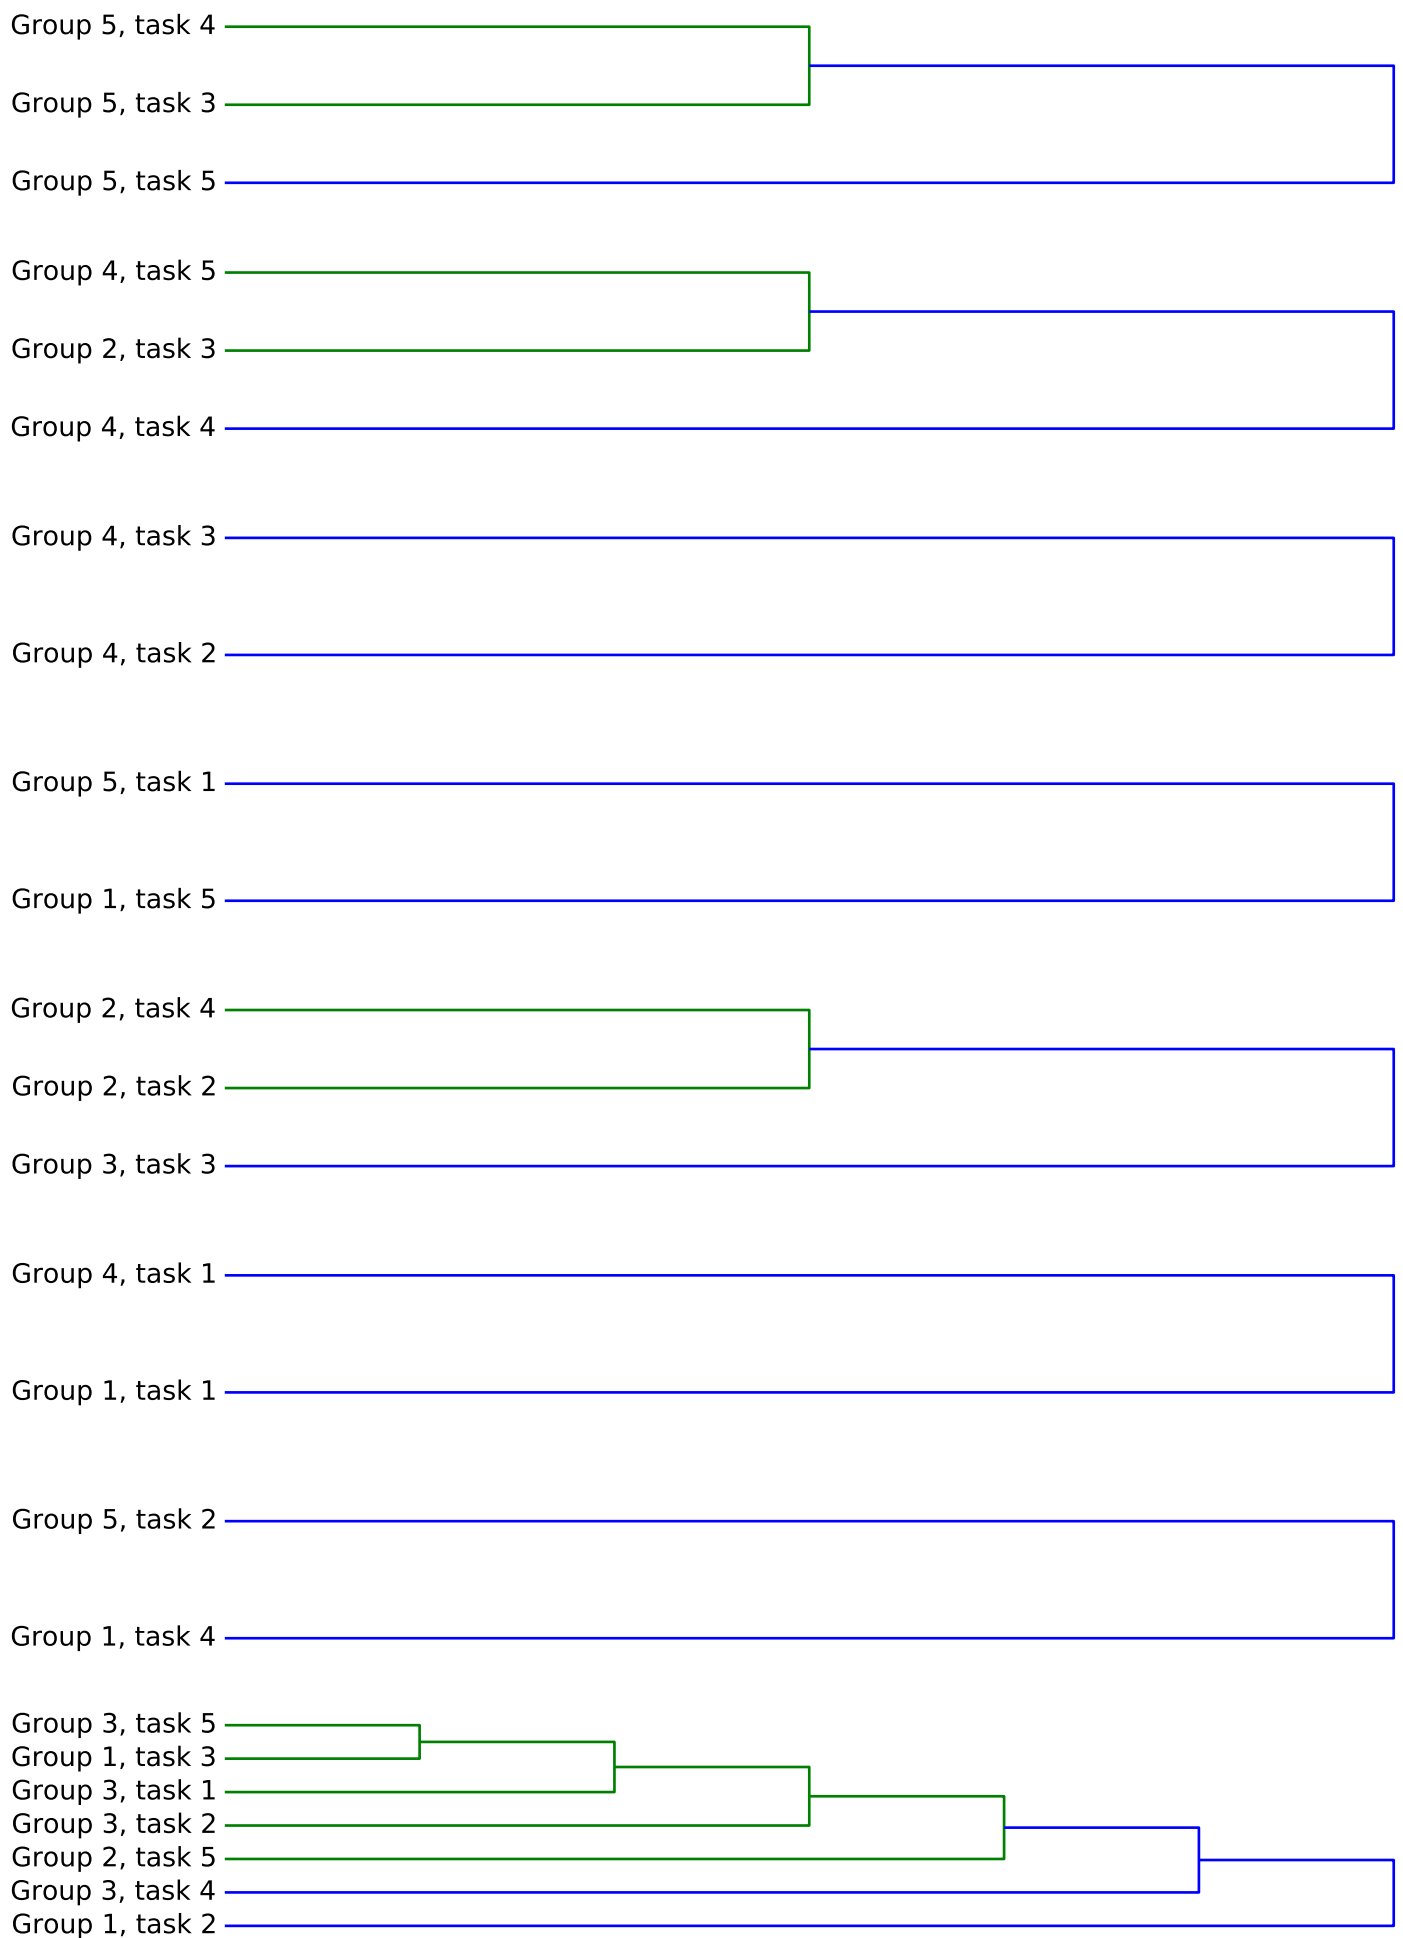 Group 5, task 4
Group 5, task 3
Group 5, task 5
Group 4, task 5
Group 2, task 3
Group 4, task 4
Group 4, task 3
Group 4, task 2
Group 5, task 1
Group 1, task 5
Group 2, task 4
Group 2, task 2
Group 3, task 3
Group 4, task 1
Group 1, task 1
Group 5, task 2
Group 1, task 4
Group 3, task 5
Group 1, task 3
Group 3, task 1
Group 3, task 2
Group 2, task 5
Group 3, task 4
Group 1, task 2